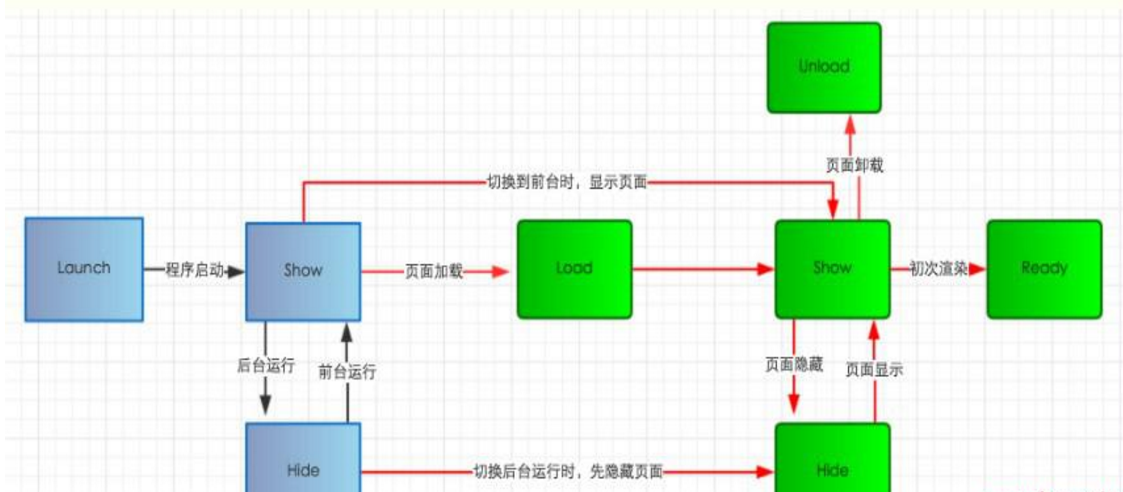 Unload
页面卸载
切换到前台时，显示页面
Launch
程序启动
Show
页面加载
Load
Show
初次渲染
Ready
后台运行
前台运行
页面隐藏
页面显示
Hide
切换后台运行时，先隐藏页面
Hide